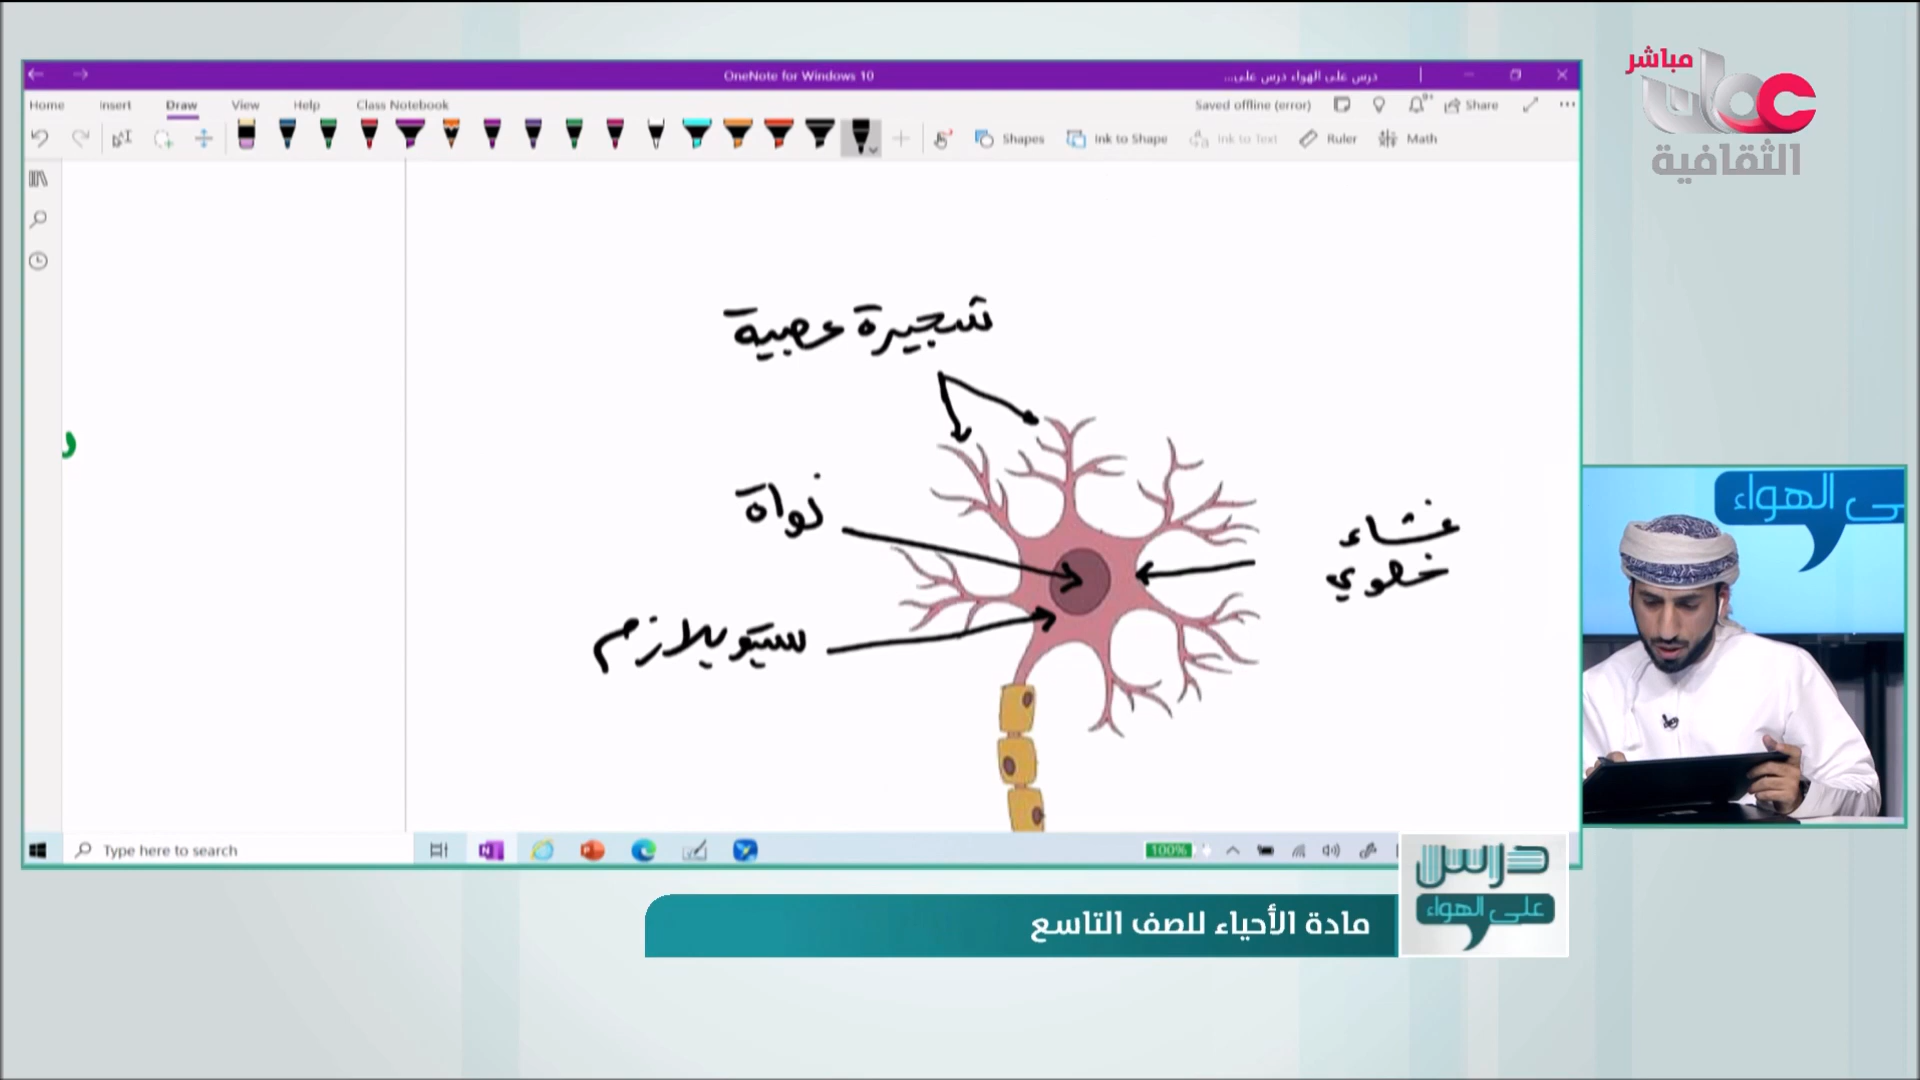 OneNote for Windows 10
درس على الهواء درس على...
Home Insert Draw View Help Class Notebook
Saved offline (error)
Share
Shapes
Ink to Shape
Ink to Text
Ruler
Math
مباشر
عمان
الثقافية
شجيرة عصبية
نواة
غشاء
خلوي
سيتوبلازم
على الهواء
Type here to search
100%
درس
على الهواء
مادة الأحياء للصف التاسع